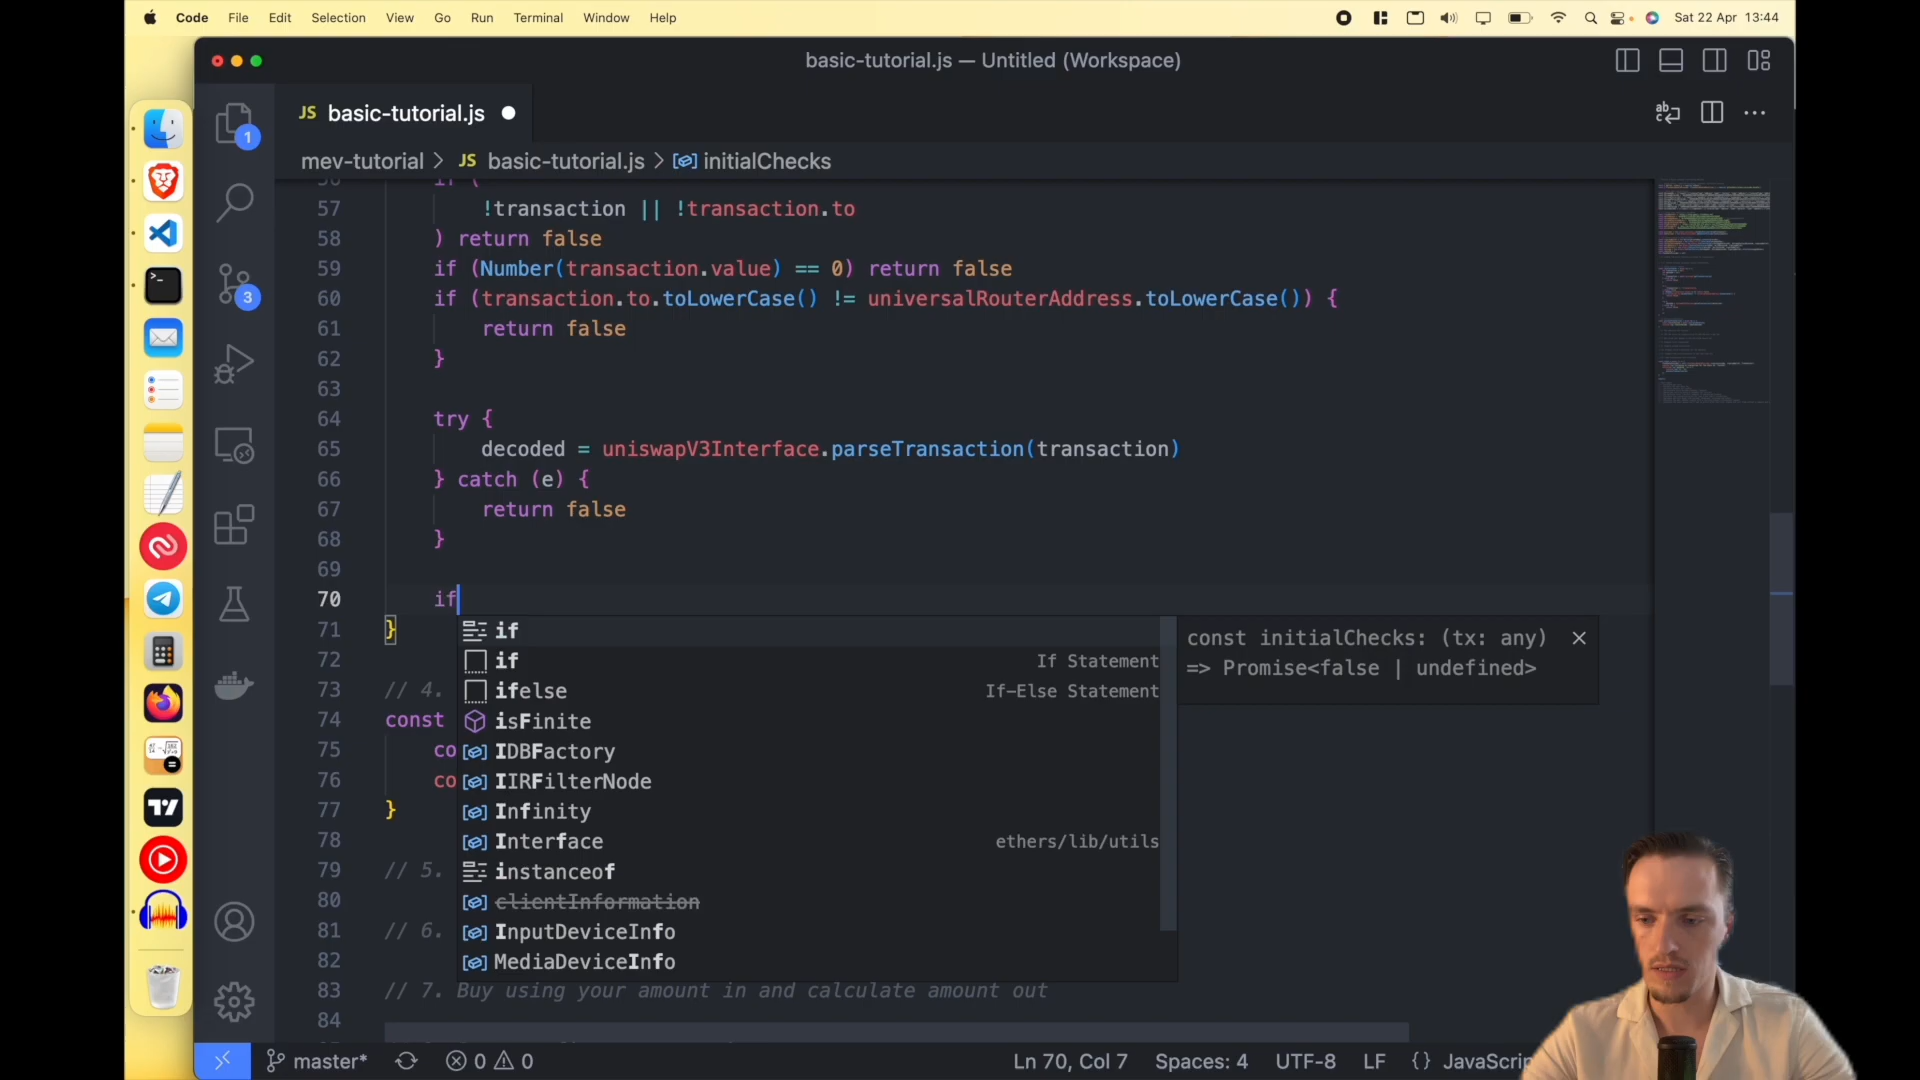 Code File Edit Selection View Go Run Terminal Window Help Sat 22 Apr 13:44
basic-tutorial.js — Untitled (Workspace)
JS basic-tutorial.js
mev-tutorial > JS basic-tutorial.js > initialChecks
56 if (
57 !transaction || !transaction.to
58 ) return false
59 if (Number(transaction.value) == 0) return false
60 if (transaction.to.toLowerCase() != universalRouterAddress.toLowerCase()) {
61 return false
62 }
63
64 try {
65 decoded = uniswapV3Interface.parseTransaction(transaction)
66 } catch (e) {
67 return false
68 }
69
70 if
71 }
72
73 // 4.
74 const
75 co
76 co
77 }
78
79 // 5.
80
81 // 6.
82
83 // 7. Buy using your amount in and calculate amount out
84
if
if If Statement
ifelse If-Else Statement
isFinite
IDBFactory
IIRFilterNode
Infinity
Interface ethers/lib/utils
instanceof
clientInformation
InputDeviceInfo
MediaDeviceInfo
const initialChecks: (tx: any)
=> Promise<false | undefined>
1
3
master* 0 0 Ln 70, Col 7 Spaces: 4 UTF-8 LF {} JavaScrip